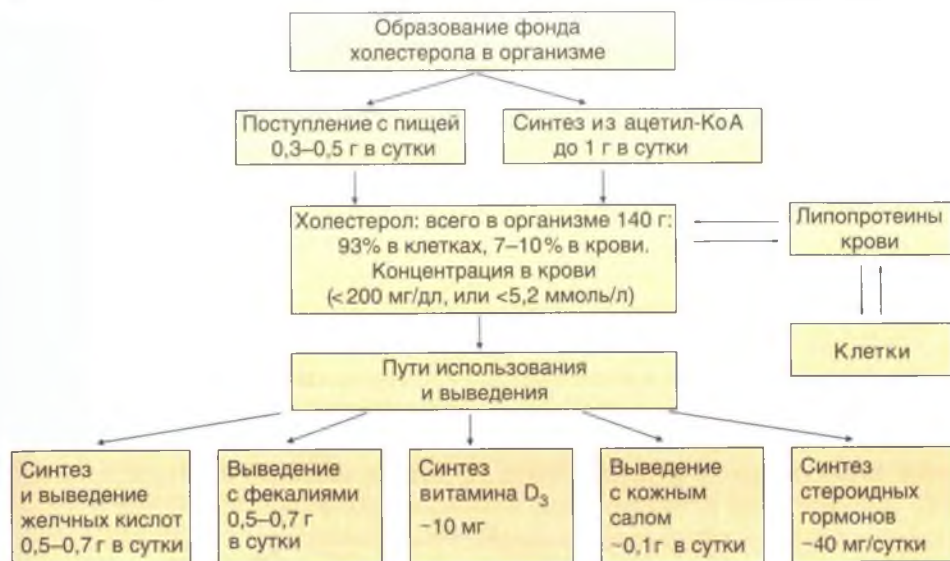 Образование фонда
холестерола в организме
Поступление с пищей
0,3–0,5 г в сутки
Синтез из ацетил-КоА
до 1 г в сутки
Холестерол: всего в организме 140 г:
93% в клетках, 7–10% в крови.
Концентрация в крови
(<200 мг/дл, или <5,2 ммоль/л)
Липопротеины
крови
Клетки
Пути использования
и выведения
Синтез
и выведение
желчных кислот
0,5–0,7 г в сутки
Выведение
с фекалиями
0,5–0,7 г
в сутки
Синтез
витамина D₃
~10 мг
Выведение
с кожным
салом
~0,1г в сутки
Синтез
стероидных
гормонов
~40 мг/сутки